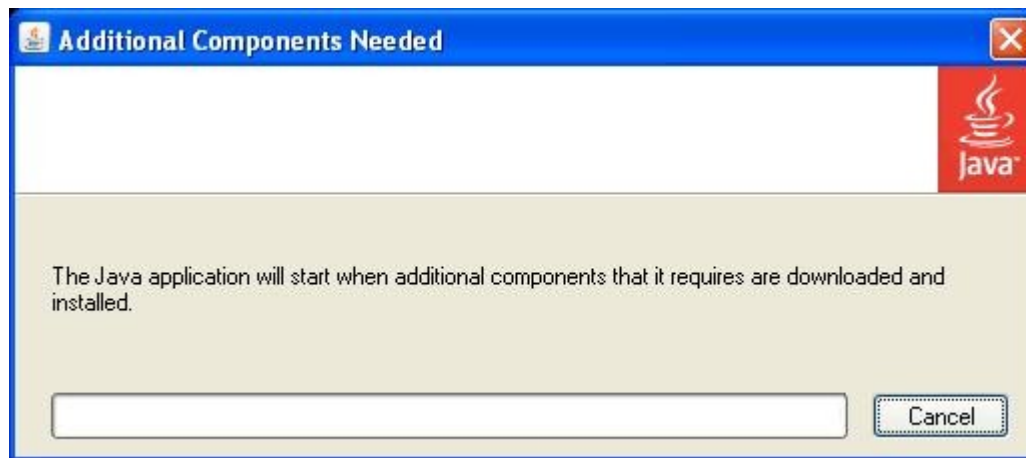 Additional Components Needed
Java
The Java application will start when additional components that it requires are downloaded and
installed.
Cancel